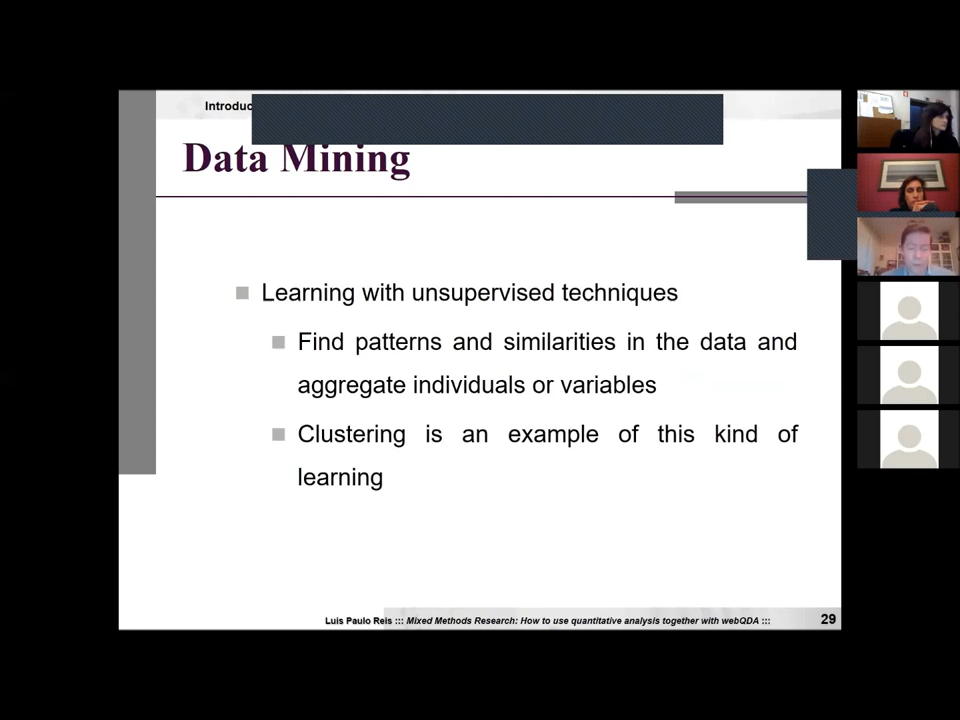 Introduc
Data Mining
Learning with unsupervised techniques
Find patterns and similarities in the data and
aggregate individuals or variables
Clustering is an example of this kind of
learning
Luis Paulo Reis ::: Mixed Methods Research: How to use quantitative analysis together with webQDA ::: 29